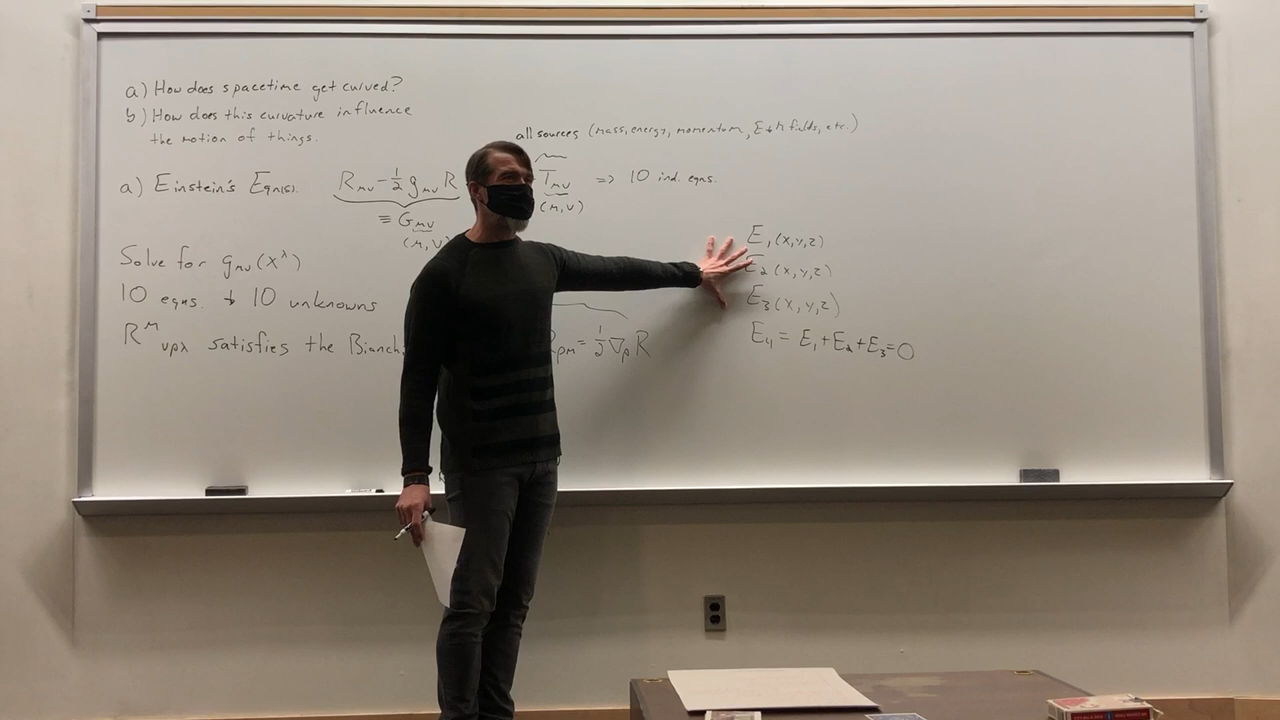 a) How does spacetime get curved?
b) How does this curvature influence
the motion of things.
all sources (mass, energy, momentum, E + h fields, etc.)
a) Einstein's Eqn(s). R_μν - 1/2 g_μν R T_μν => 10 ind. eqns.
≡ G_μν (μ,ν)
(μ,ν
Solve for g_μν(x^λ)
10 eqns. + 10 unknowns
R^μ_νρλ satisfies the Bianch ρμ = 1/2 ∇_ρ R
E_1(x,y,z)
E_2(x,y,z)
E_3(x,y,z)
E_4 = E_1+E_2+E_3=0